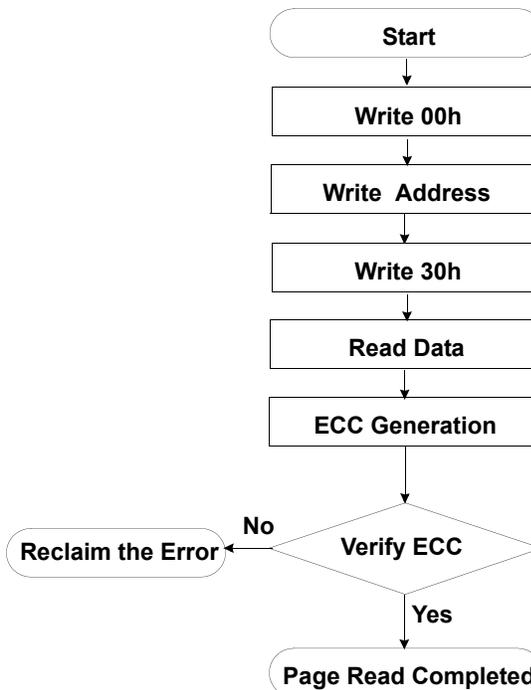 Start
Write 00h
Write Address
Write 30h
Read Data
ECC Generation
No
Reclaim the Error
Verify ECC
Yes
Page Read Completed